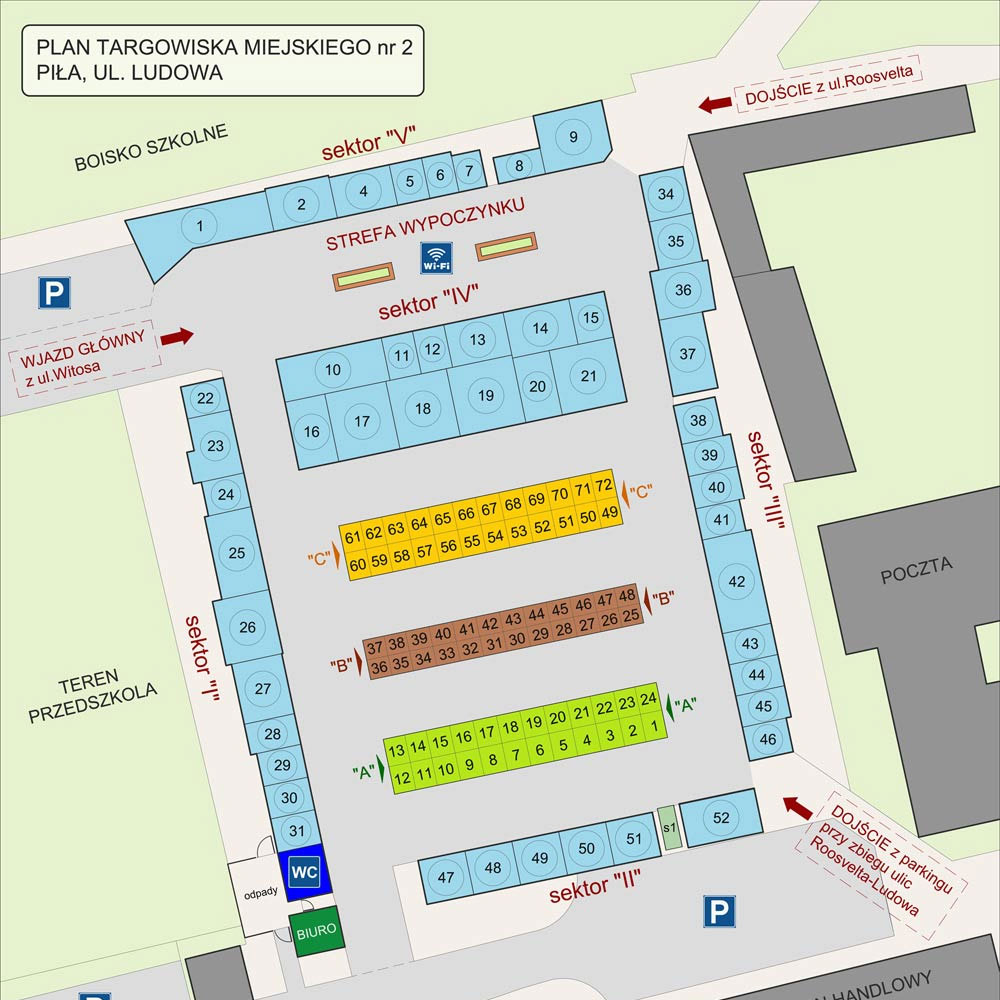 PLAN TARGOWISKA MIEJSKIEGO nr 2
PIŁA, UL. LUDOWA
DOJŚCIE z ul.Roosvelta
BOISKO SZKOLNE
sektor "V"
1 2 4 5 6 7 8 9
STREFA WYPOCZYNKU
Wi-Fi
P
sektor "IV"
WJAZD GŁÓWNY
z ul.Witosa
10 11 12 13 14 15
16 17 18 19 20 21
34
35
36
37
38
39
40
41
42
43
44
45
46
sektor "III"
22
23
24
25
26
27
28
29
30
31
sektor "I"
"C"
61 62 63 64 65 66 67 68 69 70 71 72
60 59 58 57 56 55 54 53 52 51 50 49
"C"
POCZTA
"B"
37 38 39 40 41 42 43 44 45 46 47 48
36 35 34 33 32 31 30 29 28 27 26 25
"B"
TEREN
PRZEDSZKOLA
"A"
13 14 15 16 17 18 19 20 21 22 23 24
12 11 10 9 8 7 6 5 4 3 2 1
"A"
DOJŚCIE z parkingu
przy zbiegu ulic
Roosvelta-Ludowa
47 48 49 50 51 s1 52
sektor "II"
WC
odpady
BIURO
P
P
HANDLOWY